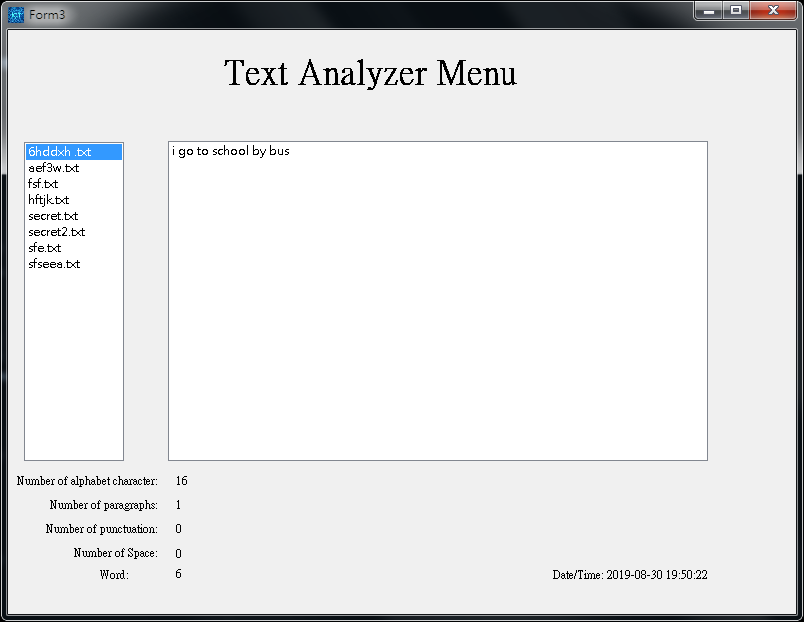 Form3
Text Analyzer Menu
6hddxh .txt
aef3w.txt
fsf.txt
hftjk.txt
secret.txt
secret2.txt
sfe.txt
sfseea.txt
i go to school by bus
Number of alphabet character: 16
Number of paragraphs: 1
Number of punctuation: 0
Number of Space: 0
Word: 6
Date/Time: 2019-08-30 19:50:22